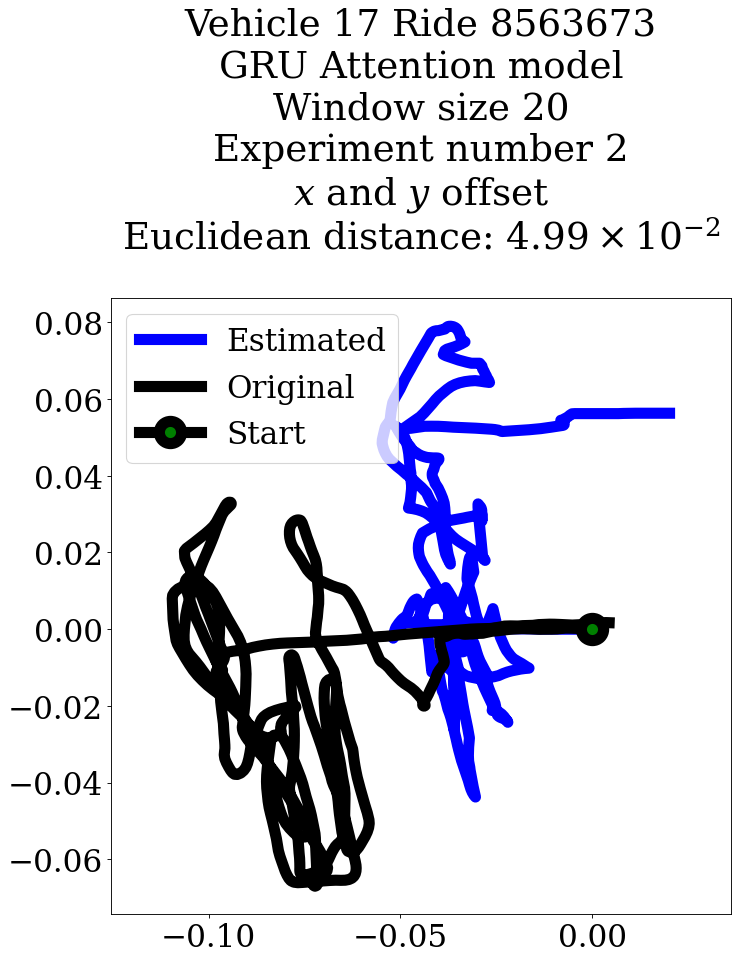 Vehicle 17 Ride 8563673
GRU Attention model
Window size 20
Experiment number 2
x and y offset
Euclidean distance: 4.99 × 10⁻²
Estimated
Original
Start
0.08
0.06
0.04
0.02
0.00
−0.02
−0.04
−0.06
−0.10
−0.05
0.00